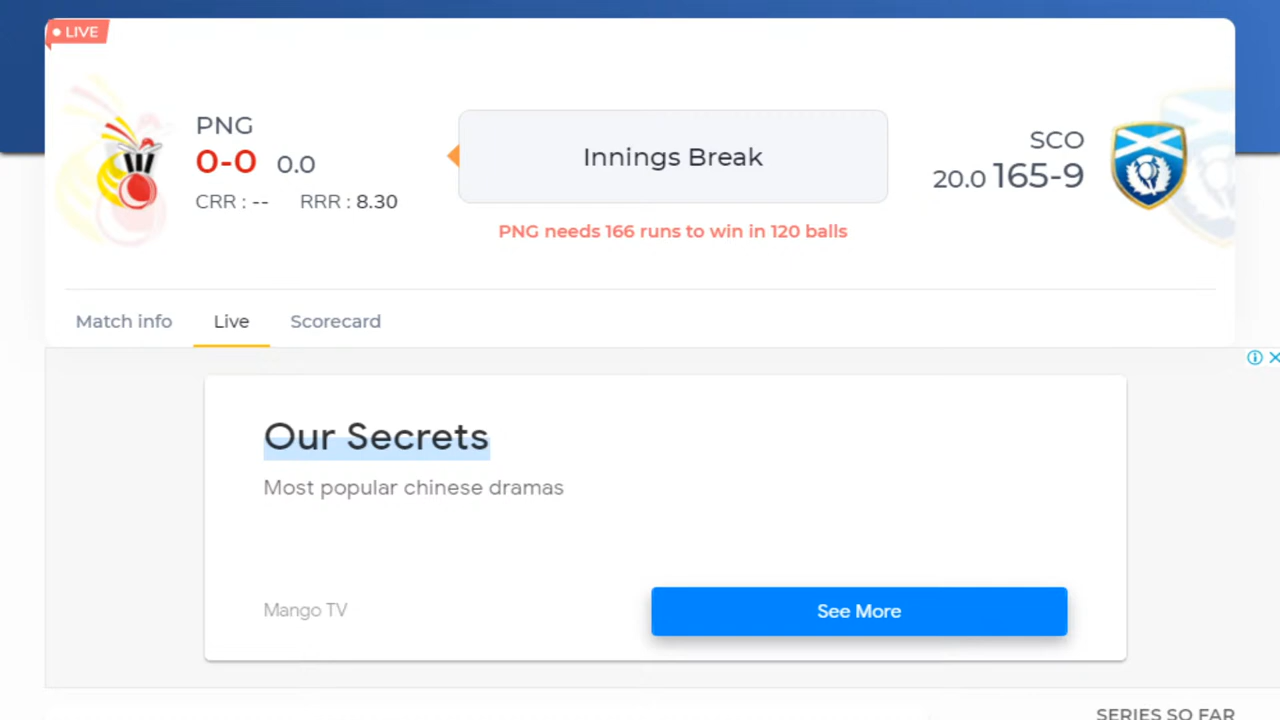 LIVE
PNG
0-0 0.0
CRR : -- RRR : 8.30
Innings Break
PNG needs 166 runs to win in 120 balls
SCO
20.0 165-9
Match info Live Scorecard
Our Secrets
Most popular chinese dramas
Mango TV
See More
SERIES SO FAR